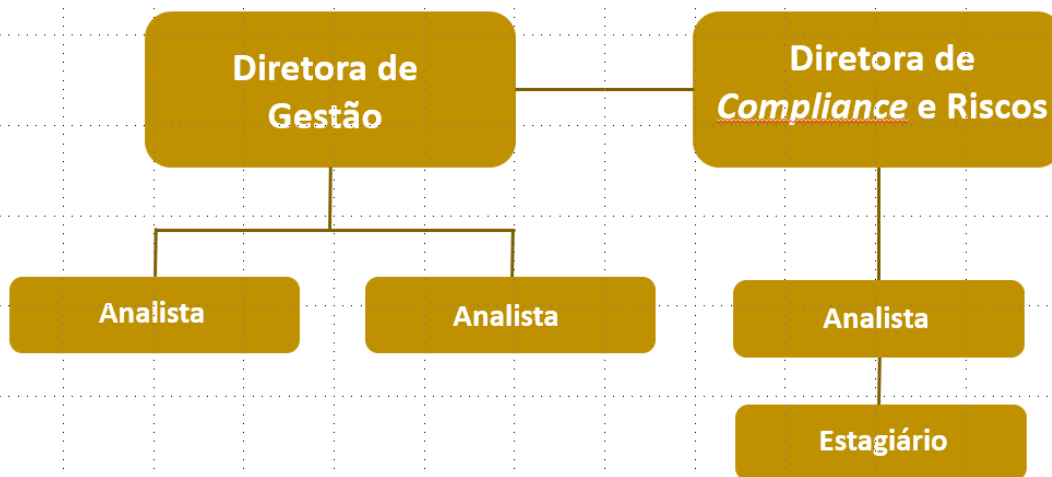 Diretora de
Gestão
Diretora de
Compliance e Riscos
Analista
Analista
Analista
Estagiário